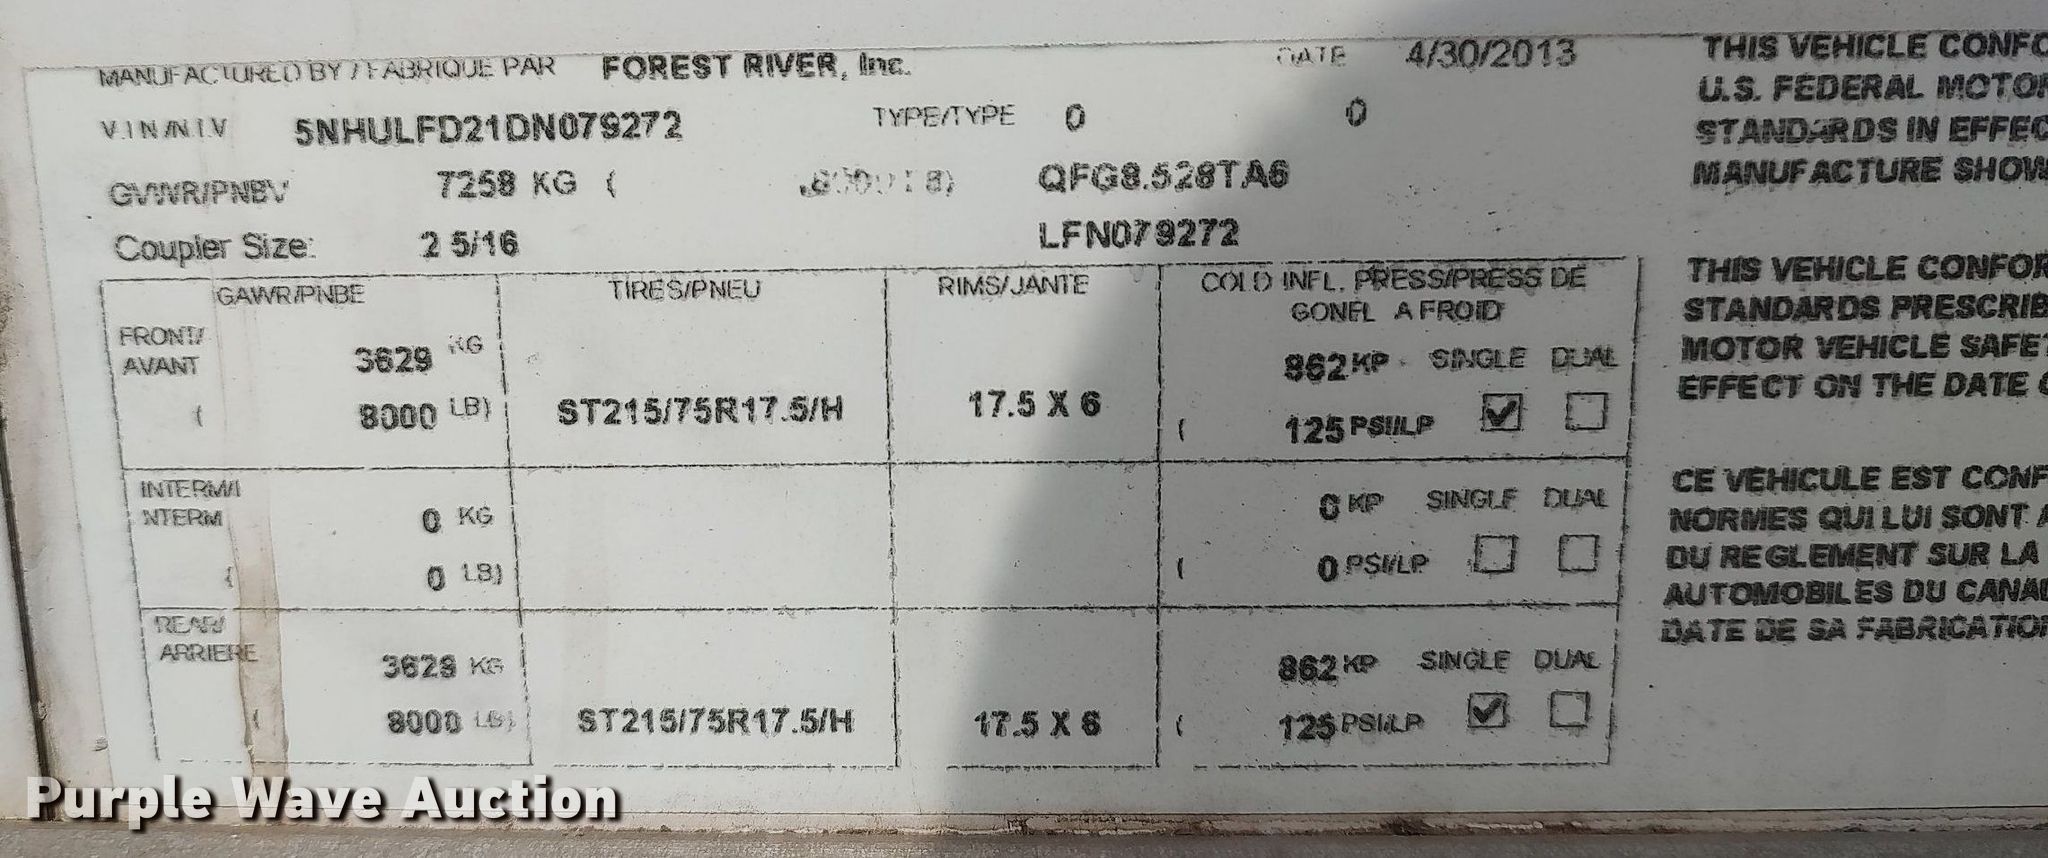 MANUFACTURED BY / FABRIQUE PAR FOREST RIVER, Inc. DATE 4/30/2013
V.I.N./N.I.V 5NHULFD21DN079272 TYPE/TYPE 0 0
GVWR/PNBV 7258 KG ( LB) QFG8.528TA6
Coupler Size: 2 5/16 LFN079272
GAWR/PNBE TIRES/PNEU RIMS/JANTE COLD INFL. PRESS/PRESS DE
GONFL A FROID
FRONT/
AVANT 3629 KG 862 KP SINGLE DUAL
( 8000 LB) ST215/75R17.5/H 17.5 X 6 ( 125 PSI/LP
INTERM/I
NTERM 0 KG 0 KP SINGLE DUAL
( 0 LB) ( 0 PSI/LP
REAR/
ARRIERE 3629 KG 862 KP SINGLE DUAL
( 8000 LB) ST215/75R17.5/H 17.5 X 6 ( 125 PSI/LP
THIS VEHICLE CONFO
U.S. FEDERAL MOTOR
STANDARDS IN EFFEC
MANUFACTURE SHOW
THIS VEHICLE CONFOR
STANDARDS PRESCRIB
MOTOR VEHICLE SAFET
EFFECT ON THE DATE O
CE VEHICULE EST CONF
NORMES QUI LUI SONT A
DU REGLEMENT SUR LA
AUTOMOBILES DU CANAD
DATE DE SA FABRICATION
Purple Wave Auction